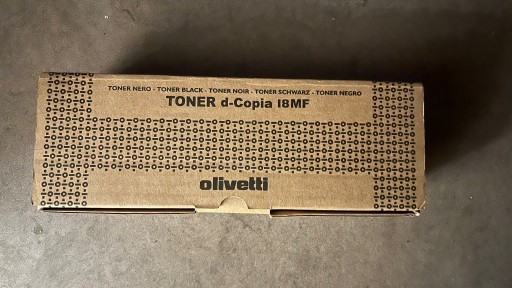 TONER NERO - TONER BLACK - TONER NOIR - TONER SCHWARZ - TONER NEGRO
TONER d-Copia 18MF
olivetti